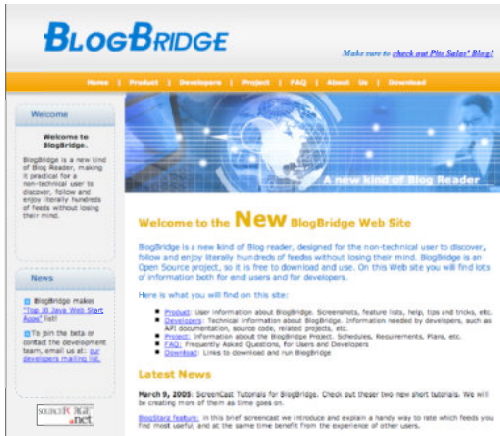 BLOGBRIDGE
Make sure to check out Pito Salas' Blog!
Home | Product | Developers | Project | FAQ | About Us | Download
Wecome
Welcome to
BlogBridge.
BlogBridge is a new kind
of Blog Reader, making
it practical for a
non-technical user to
discover, follow and
enjoy literally hundreds
of feeds without losing
their mind.
News
BlogBridge makes
"Top 10 Java Web Start
Apps" list!
To join the beta or
contact the development
team, email us at: our
developers mailing list.
SOURCEFORGE
.net
A new kind of Blog Reader
Welcome to the New BlogBridge Web Site
BlogBridge is a new kind of Blog reader, designed for the non-technical user to discover,
follow and enjoy literally hundreds of feedes without losing their mind. BlogBridge is an
Open Source project, so it is free to download and use. On this Web site you will find lots
of information both for end users and for developers.
Here is what you will find on this site:
Product: User information about BlogBridge. Screenshots, feature lists, help, tips and tricks, etc.
Developers: Technical information about BlogBridge. Information needed by developers, such as
API documentation, source code, related projects, etc.
Project: Information about the BlogBridge Project. Schedules, Requirements, Plans, etc.
FAQ: Frequently Asked Questions, for Users and Developers
Download: Links to download and run BlogBridge
Latest News
March 9, 2005: ScreenCast Tutorials for BlogBridge. Check out theser two new short tutorials. We will
be creating more of them as time goes on.
BlogStarz feature: in this brief screencast we introduce and explain a handy way to rate which feeds you
find most useful, and at the same time benefit from the experience of other users.